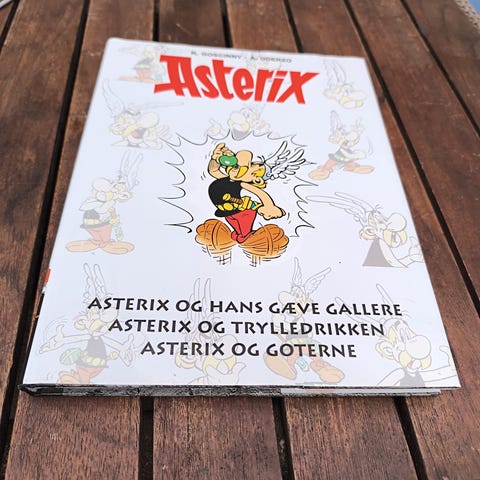 R. GOSCINNY · A. UDERZO
Asterix
ASTERIX OG HANS GÆVE GALLERE
ASTERIX OG TRYLLEDRIKKEN
ASTERIX OG GOTERNE